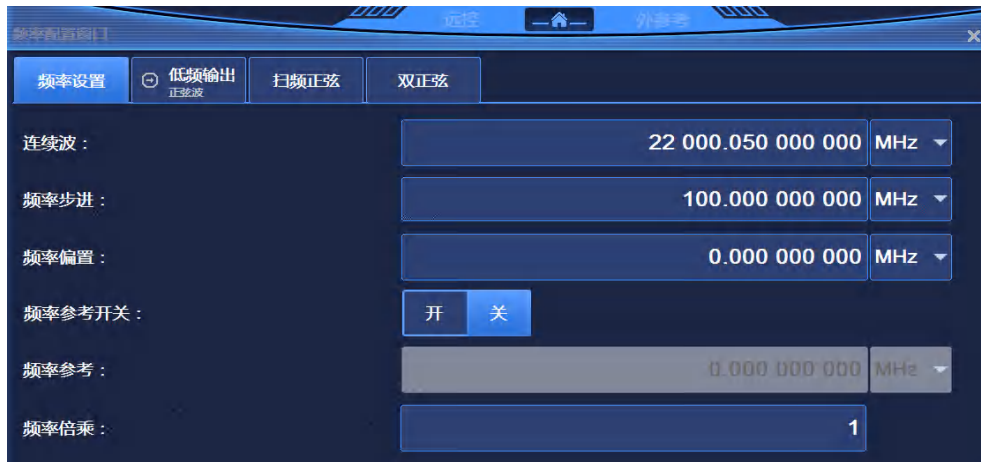 远控 外参考
频率配置窗口
频率设置 低频输出 扫频正弦 双正弦
正弦波
连续波： 22 000.050 000 000 MHz
频率步进： 100.000 000 000 MHz
频率偏置： 0.000 000 000 MHz
频率参考开关： 开 关
频率参考： 0.000 000 000 MHz
频率倍乘： 1